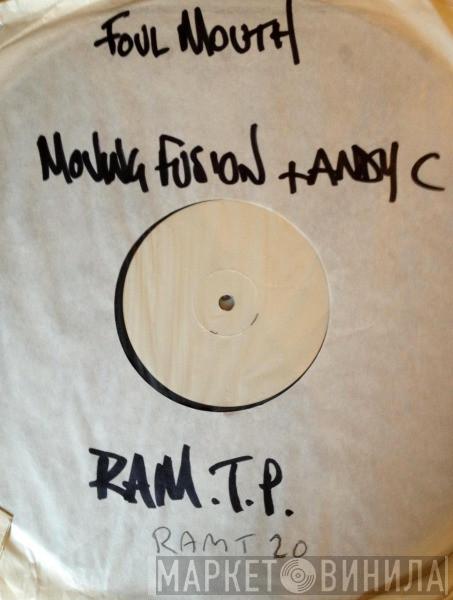 FOUL MOUTH
MOVING FUSION + ANDY C
RAM.T.P.
RAMT 20
МАРКЕТ ВИНИЛА